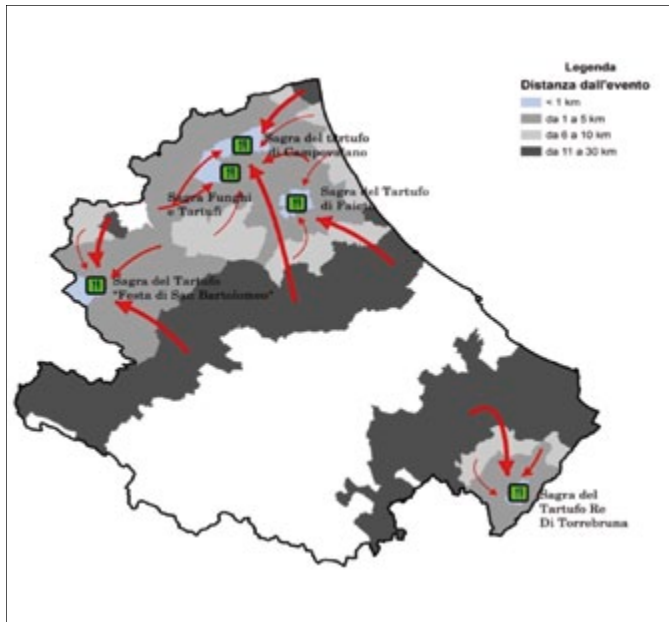 Legenda
Distanza dall'evento
< 1 km
da 1 a 5 km
da 6 a 10 km
da 11 a 30 km
Sagra del tartufo
di Campovalano
Sagra Funghi
e Tartufi
Sagra del Tartufo
di Faieto
Sagra del Tartufo
"Festa di San Bartolomeo"
Sagra del
Tartufo Re
Di Torrebruna